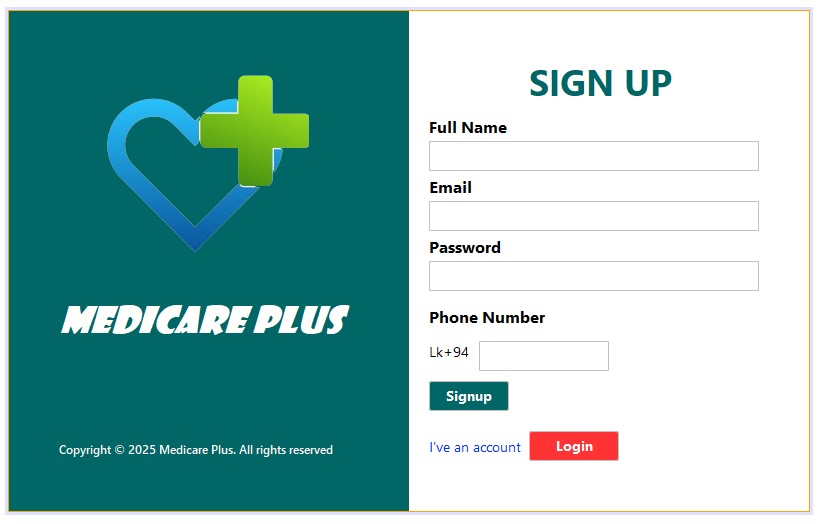 MEDICARE PLUS
Copyright © 2025 Medicare Plus. All rights reserved
SIGN UP
Full Name
Email
Password
Phone Number
Lk+94
Signup
I've an account Login